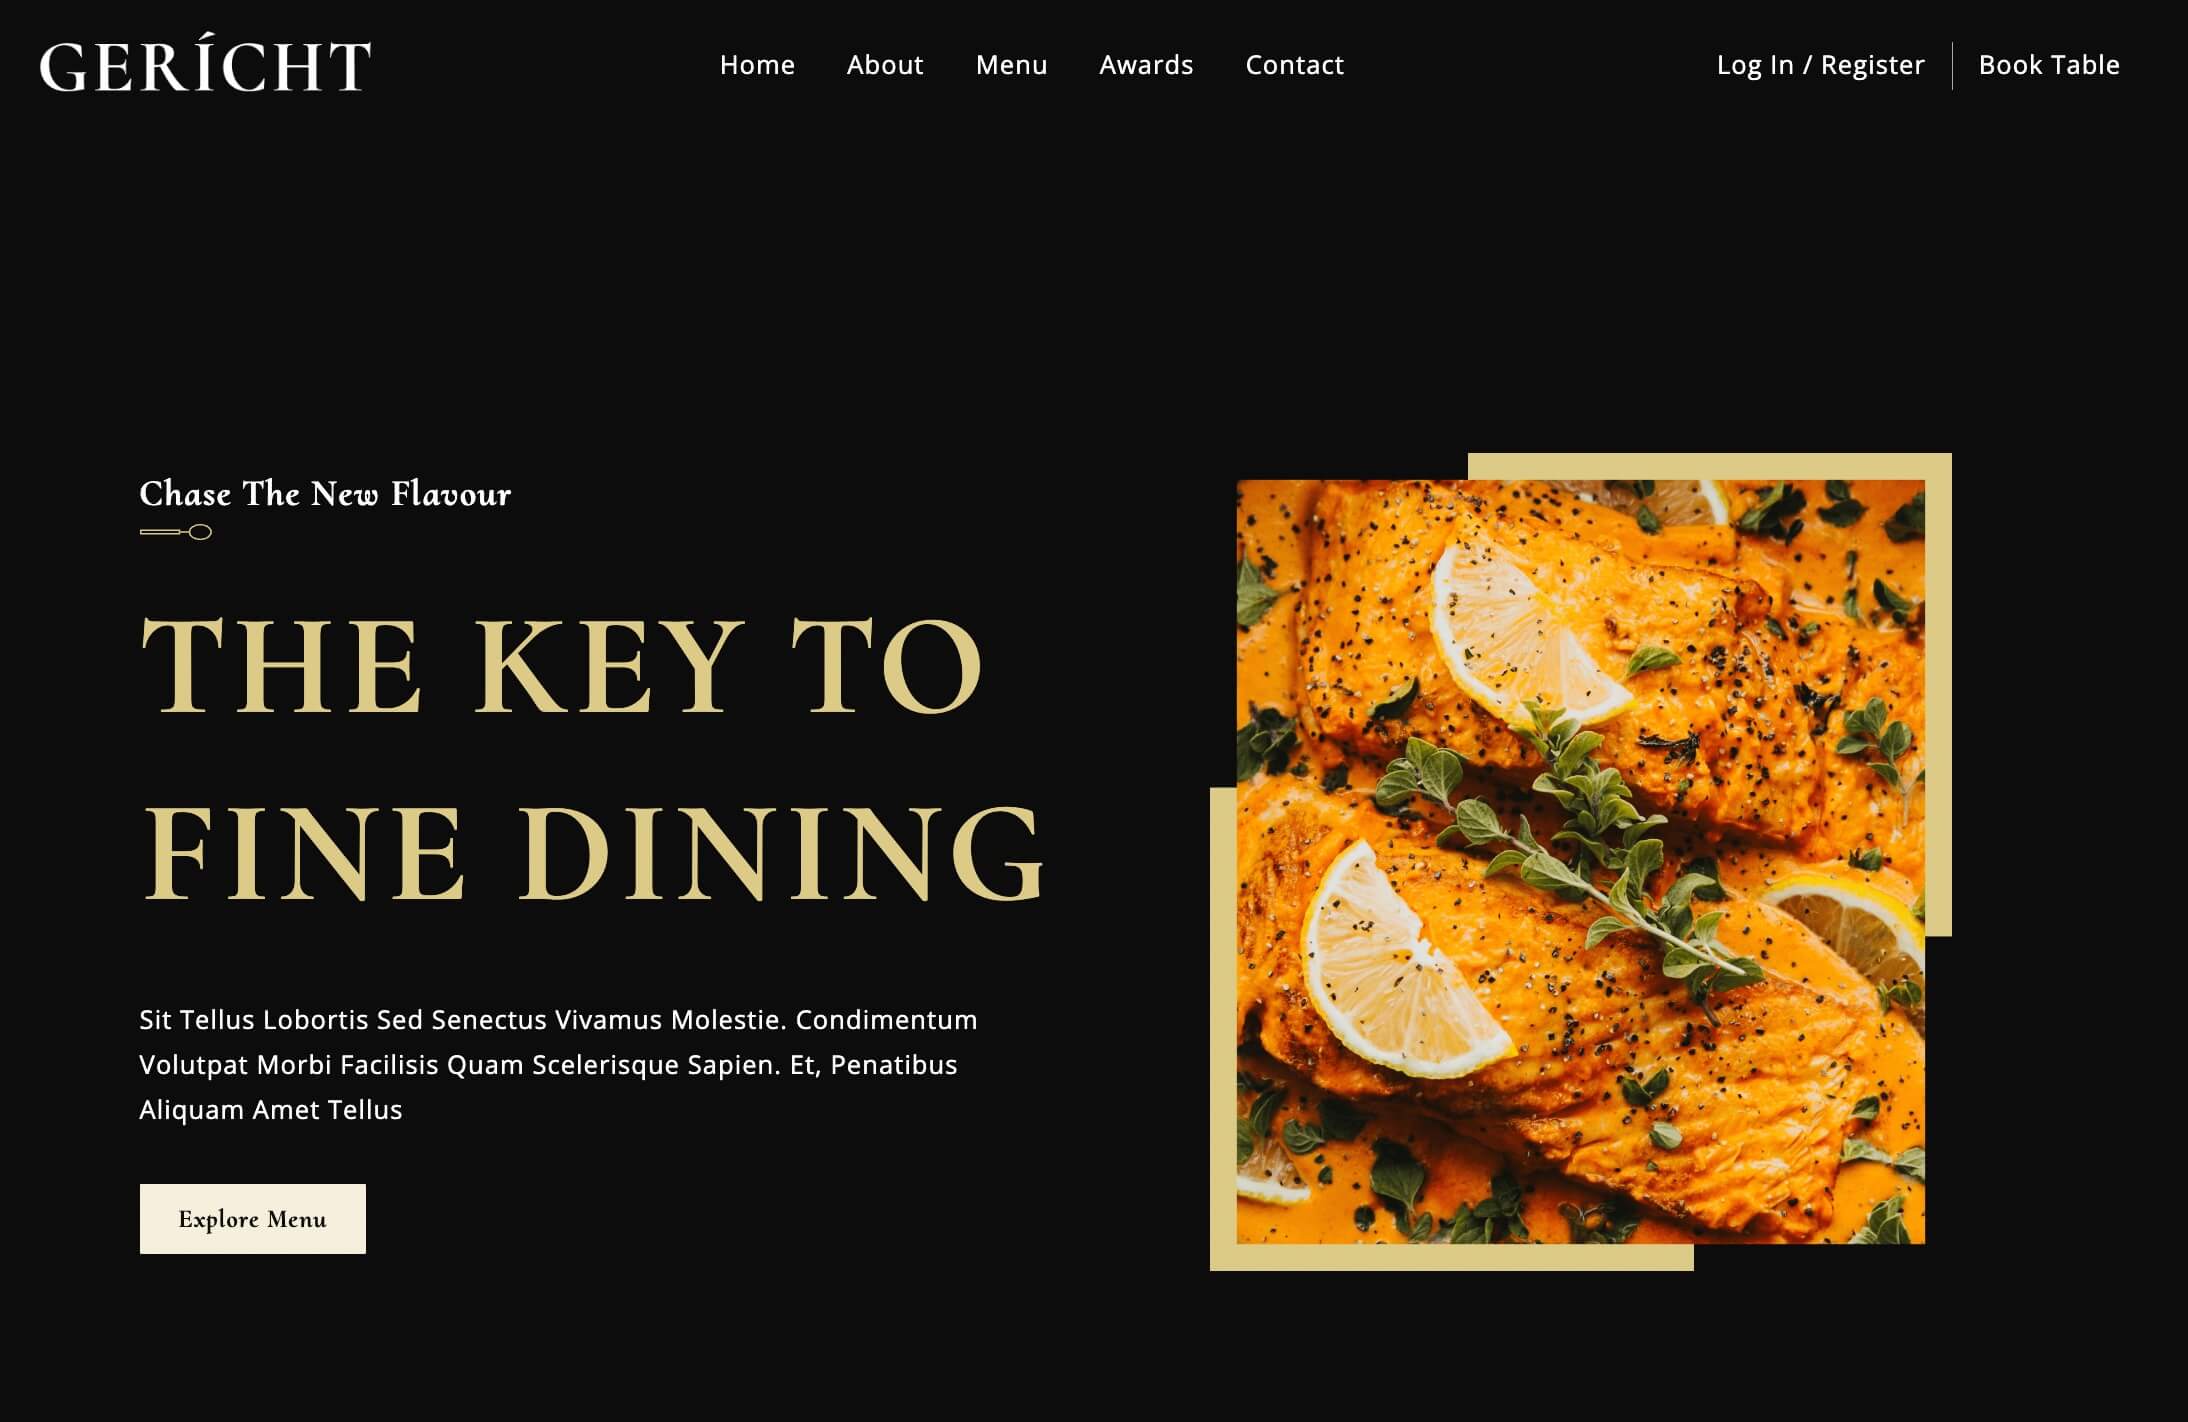 GERÍCHT
Home About Menu Awards Contact
Log In / Register Book Table
Chase The New Flavour
THE KEY TO
FINE DINING
Sit Tellus Lobortis Sed Senectus Vivamus Molestie. Condimentum
Volutpat Morbi Facilisis Quam Scelerisque Sapien. Et, Penatibus
Aliquam Amet Tellus
Explore Menu